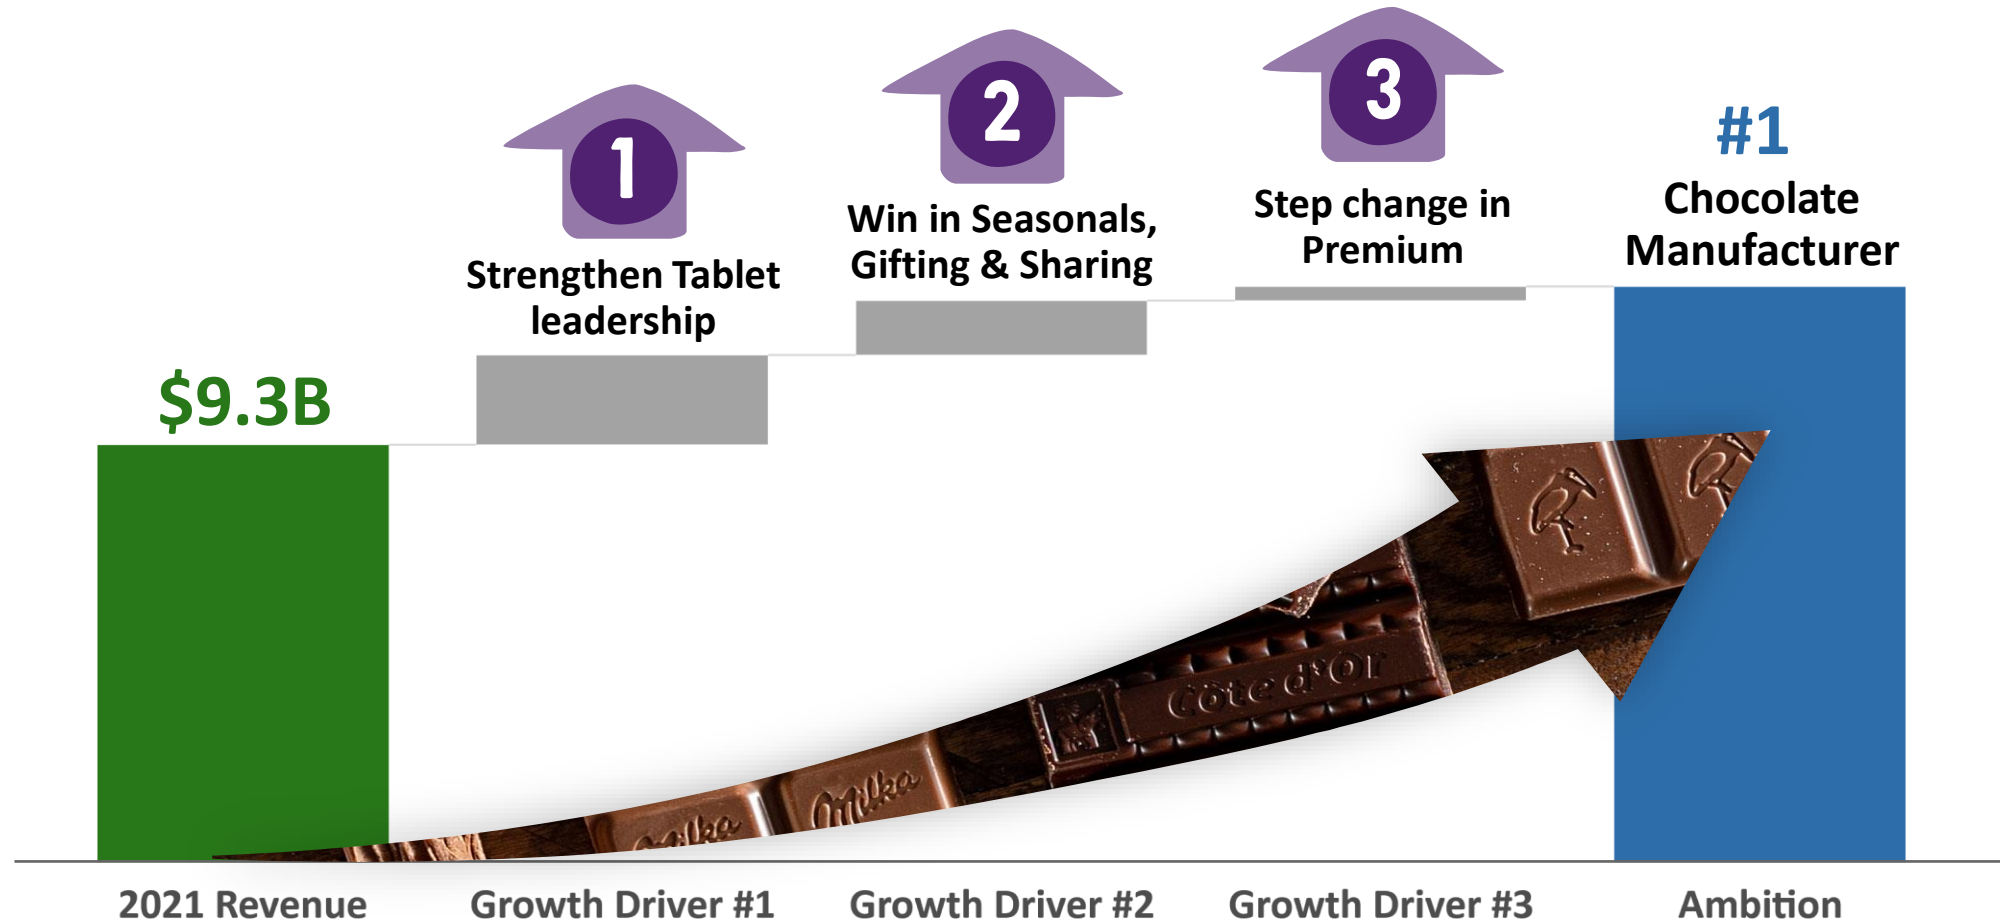 1
2
3
#1
Strengthen Tablet
leadership
Win in Seasonals,
Gifting & Sharing
Step change in
Premium
Chocolate
Manufacturer
$9.3B
Milka
Milka
Côte d'Or
2021 Revenue
Growth Driver #1
Growth Driver #2
Growth Driver #3
Ambition